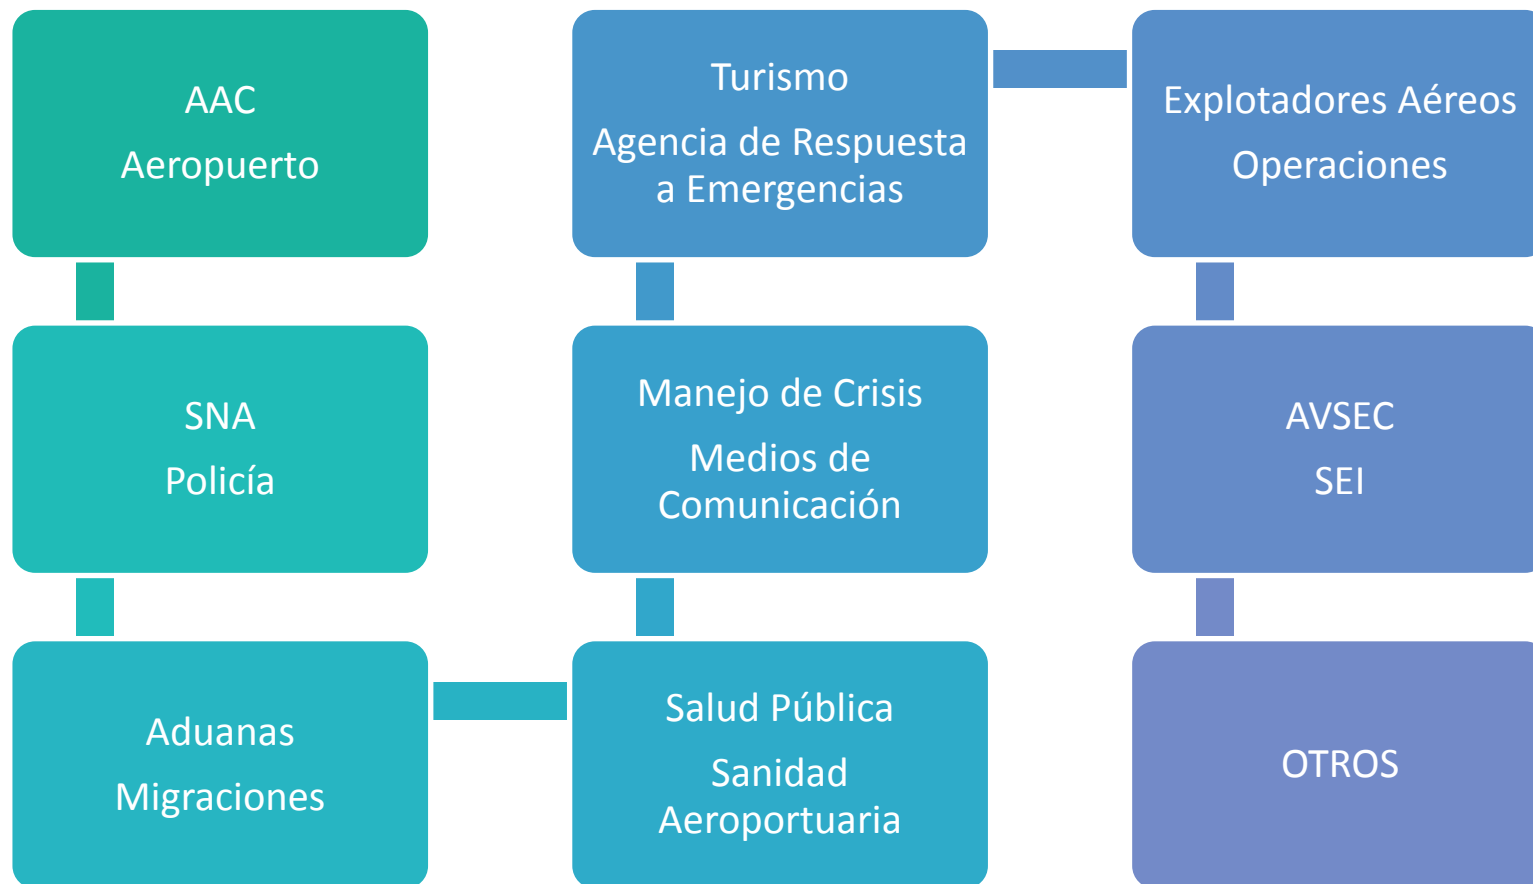 AAC
Aeropuerto
SNA
Policía
Aduanas
Migraciones
Salud Pública
Sanidad
Aeroportuaria
Manejo de Crisis
Medios de
Comunicación
Turismo
Agencia de Respuesta
a Emergencias
Explotadores Aéreos
Operaciones
AVSEC
SEI
OTROS